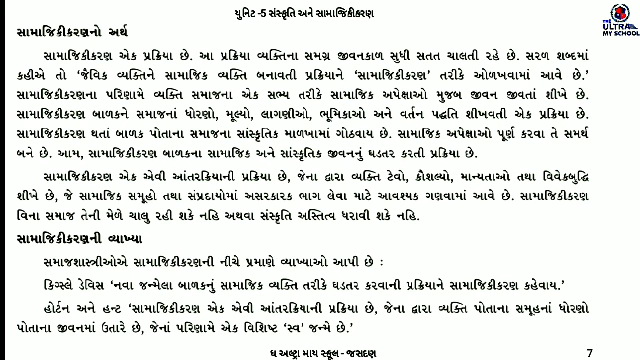 યુનિટ -5 સંસ્કૃતિ અને સામાજિકીકરણ
THE ULTRA
MY SCHOOL
સામાજિકીકરણનો અર્થ
સામાજિકીકરણ એક પ્રક્રિયા છે. આ પ્રક્રિયા વ્યક્તિના સમગ્ર જીવનકાળ સુધી સતત ચાલતી રહે છે. સરળ શબ્દમાં
કહીએ તો ‘જૈવિક વ્યક્તિને સામાજિક વ્યક્તિ બનાવતી પ્રક્રિયાને ‘સામાજિકીકરણ’ તરીકે ઓળખવામાં આવે છે.’
સામાજિકીકરણના પરિણામે વ્યક્તિ સમાજના એક સભ્ય તરીકે સામાજિક અપેક્ષાઓ મુજબ જીવન જીવતાં શીખે છે.
સામાજિકીકરણ બાળકને સમાજનાં ધોરણો, મૂલ્યો, લાગણીઓ, ભૂમિકાઓ અને વર્તન પદ્ધતિ શીખવતી એક પ્રક્રિયા છે.
સામાજિકીકરણ થતાં બાળક પોતાના સમાજના સાંસ્કૃતિક માળખામાં ગોઠવાય છે. સામાજિક અપેક્ષાઓ પૂર્ણ કરવા તે સમર્થ
બને છે. આમ, સામાજિકીકરણ બાળકના સામાજિક અને સાંસ્કૃતિક જીવનનું ઘડતર કરતી પ્રક્રિયા છે.
સામાજિકીકરણ એક એવી આંતરક્રિયાની પ્રક્રિયા છે, જેના દ્વારા વ્યક્તિ ટેવો, કૌશલ્યો, માન્યતાઓ તથા વિવેકબુદ્ધિ
શીખે છે, જે સામાજિક સમૂહો તથા સંપ્રદાયોમાં અસરકારક ભાગ લેવા માટે આવશ્યક ગણવામાં આવે છે. સામાજિકીકરણ
વિના સમાજ તેની મેળે ચાલુ રહી શકે નહિ અથવા સંસ્કૃતિ અસ્તિત્વ ધરાવી શકે નહિ.
સામાજિકીકરણની વ્યાખ્યા
સમાજશાસ્ત્રીઓએ સામાજિકીકરણની નીચે પ્રમાણે વ્યાખ્યાઓ આપી છે :
કિંગ્સ્લે ડેવિસ ‘નવા જન્મેલા બાળકનું સામાજિક વ્યક્તિ તરીકે ઘડતર કરવાની પ્રક્રિયાને સામાજિકીકરણ કહેવાય.’
હોર્ટન અને હન્ટ ‘સામાજિકીકરણ એક એવી આંતરક્રિયાની પ્રક્રિયા છે, જેના દ્વારા વ્યક્તિ પોતાના સમૂહનાં ધોરણો
પોતાના જીવનમાં ઉતારે છે, જેનાં પરિણામે એક વિશિષ્ટ ‘સ્વ’ જન્મે છે.’
ધ અલ્ટ્રા માય સ્કૂલ - જસદણ
7